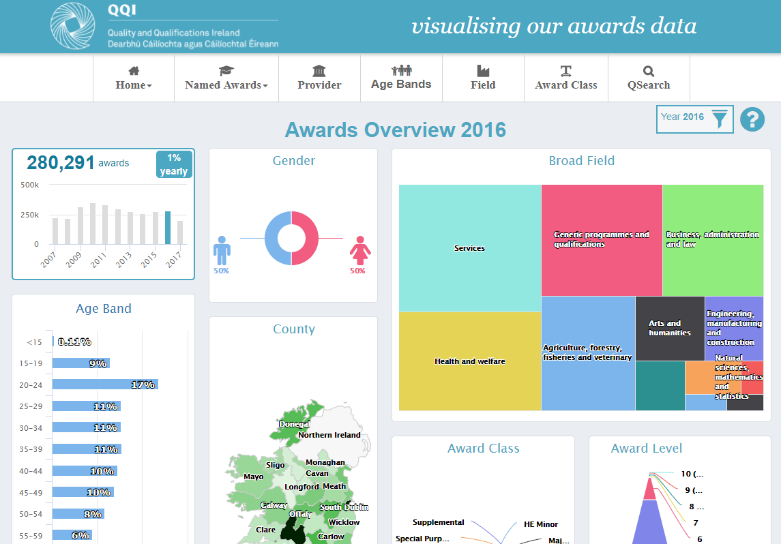 QQI
Quality and Qualifications Ireland
Dearbhú Cáilíochta agus Cáilíochtaí Éireann
visualising our awards data
Home
Named Awards
Provider
Age Bands
Field
Award Class
QSearch
Awards Overview 2016
Year 2016
?
280,291 awards
1%
yearly
500k
250k
0
2007
2009
2011
2013
2015
2017
Gender
50%
50%
Broad Field
Services
Generic programmes and
qualifications
Business, administration
and law
Health and welfare
Agriculture, forestry,
fisheries and veterinary
Arts and
humanities
Engineering,
manufacturing
and
construction
Natural
sciences,
mathematics
and
statistics
Age Band
<15
0.11%
15-19
9%
20-24
17%
25-29
11%
30-34
11%
35-39
11%
40-44
10%
45-49
10%
50-54
8%
55-59
6%
County
Donegal
Northern Ireland
Sligo
Monaghan
Cavan
Mayo
Longford
Meath
Galway
Offaly
South Dublin
Wicklow
Clare
Carlow
Award Class
Supplemental
HE Minor
Special Purp...
Maj...
Award Level
10 (...
9 (...
8 ...
7
6